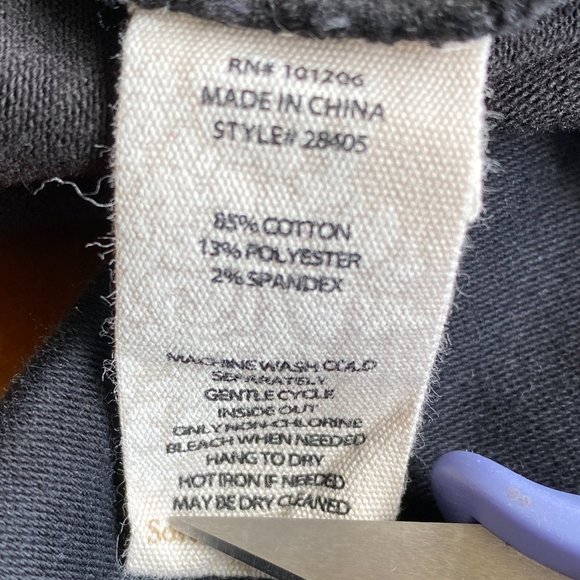 RN# 101206
MADE IN CHINA
STYLE# 28405
85% COTTON
13% POLYESTER
2% SPANDEX
MACHINE WASH COLD
SEPARATELY
GENTLE CYCLE
INSIDE OUT
ONLY NON-CHLORINE
BLEACH WHEN NEEDED
HANG TO DRY
HOT IRON IF NEEDED
MAY BE DRY CLEANED